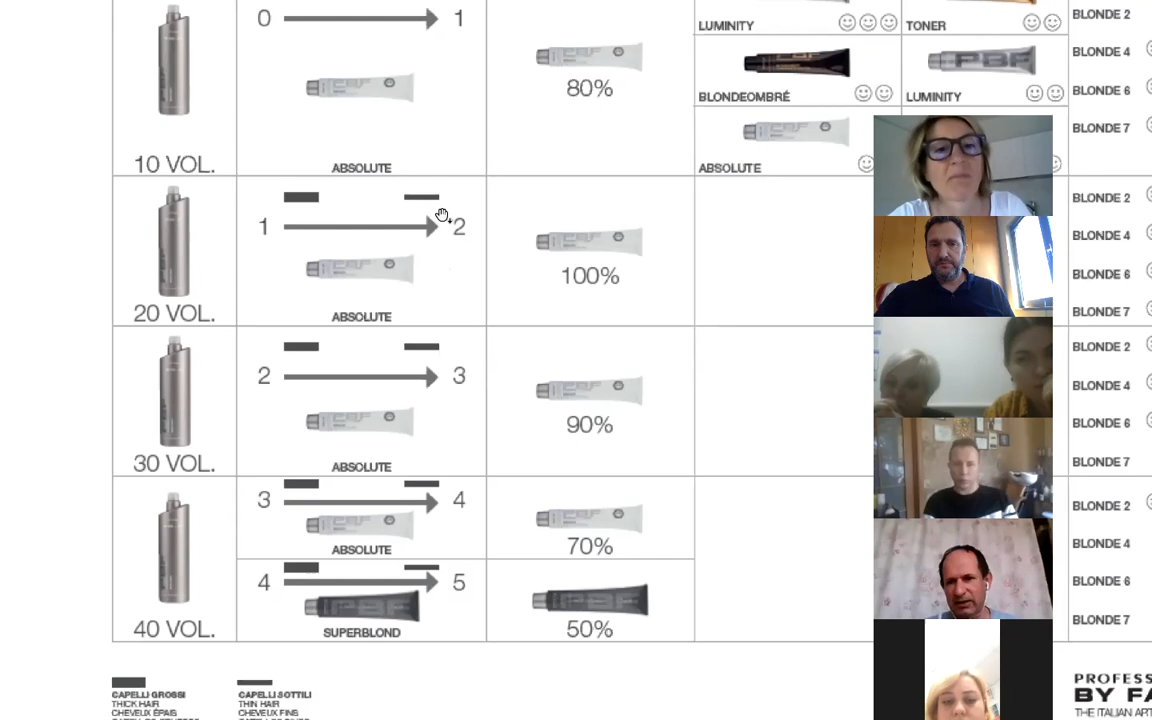 0 1
80%
10 VOL.
ABSOLUTE
LUMINITY
TONER
BLONDEOMBRÉ
LUMINITY
ABSOLUTE
BLONDE 2
BLONDE 4
BLONDE 6
BLONDE 7
1 2
100%
20 VOL.
ABSOLUTE
BLONDE 2
BLONDE 4
BLONDE 6
BLONDE 7
2 3
90%
30 VOL.
ABSOLUTE
BLONDE 2
BLONDE 4
BLONDE 6
BLONDE 7
3 4
ABSOLUTE
70%
4 5
SUPERBLOND
50%
40 VOL.
BLONDE 2
BLONDE 4
BLONDE 6
BLONDE 7
CAPELLI GROSSI
THICK HAIR
CHEVEUX ÉPAIS
CAPELLI SOTTILI
THIN HAIR
CHEVEUX FINS
PROFESS
BY FA
THE ITALIAN ART